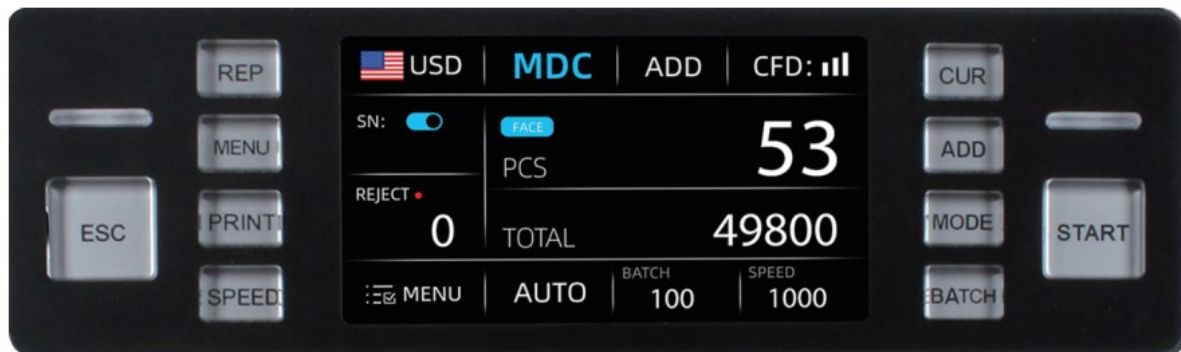 REP
MENU
PRINT
SPEED
ESC
USD MDC ADD CFD:
SN:
FACE
PCS 53
REJECT
0
TOTAL 49800
MENU AUTO
BATCH
100
SPEED
1000
CUR
ADD
MODE
BATCH
START